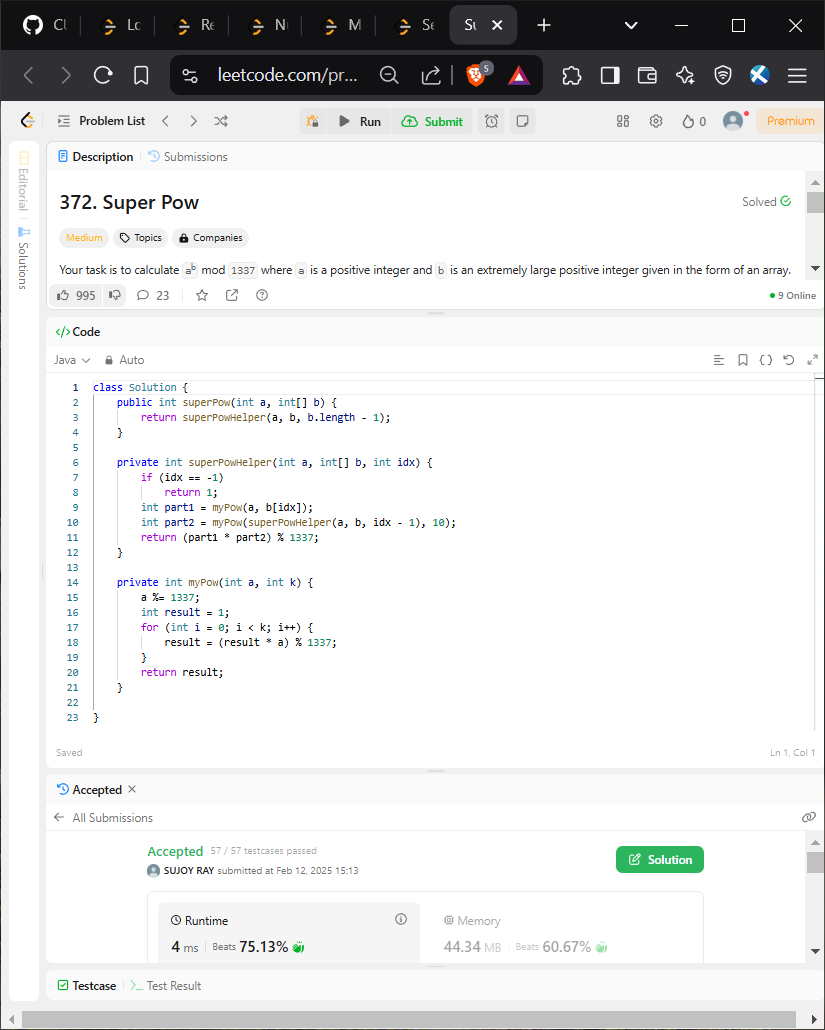 Cl
Lo
Re
N
M
Se
Su
leetcode.com/pr...
5
Problem List
Run
Submit
0
Premium
Editorial
Solutions
Description
Submissions
372. Super Pow
Solved
Medium
Topics
Companies
Your task is to calculate a^b mod 1337 where a is a positive integer and b is an extremely large positive integer given in the form of an array.
995
23
9 Online
</>Code
Java
Auto
1 class Solution {
2     public int superPow(int a, int[] b) {
3         return superPowHelper(a, b, b.length - 1);
4     }
5
6     private int superPowHelper(int a, int[] b, int idx) {
7         if (idx == -1)
8             return 1;
9         int part1 = myPow(a, b[idx]);
10         int part2 = myPow(superPowHelper(a, b, idx - 1), 10);
11         return (part1 * part2) % 1337;
12     }
13
14     private int myPow(int a, int k) {
15         a %= 1337;
16         int result = 1;
17         for (int i = 0; i < k; i++) {
18             result = (result * a) % 1337;
19         }
20         return result;
21     }
22
23 }
Saved
Ln 1, Col 1
Accepted
All Submissions
Accepted 57 / 57 testcases passed
SUJOY RAY submitted at Feb 12, 2025 15:13
Solution
Runtime
4 ms | Beats 75.13%
Memory
44.34 MB | Beats 60.67%
Testcase
Test Result